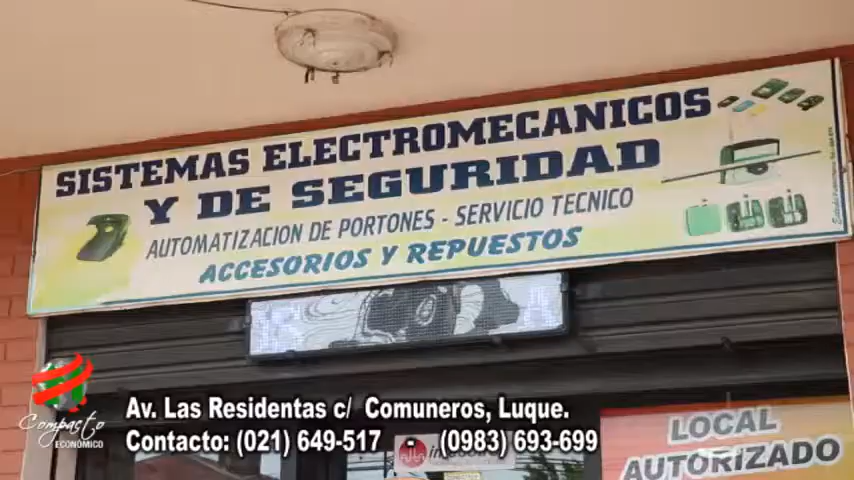 SISTEMAS ELECTROMECANICOS
Y DE SEGURIDAD
AUTOMATIZACION DE PORTONES - SERVICIO TECNICO
ACCESORIOS Y REPUESTOS
Compacto
ECONÓMICO
Av. Las Residentas c/ Comuneros, Luque.
Contacto: (021) 649-517 (0983) 693-699
LOCAL
AUTORIZADO